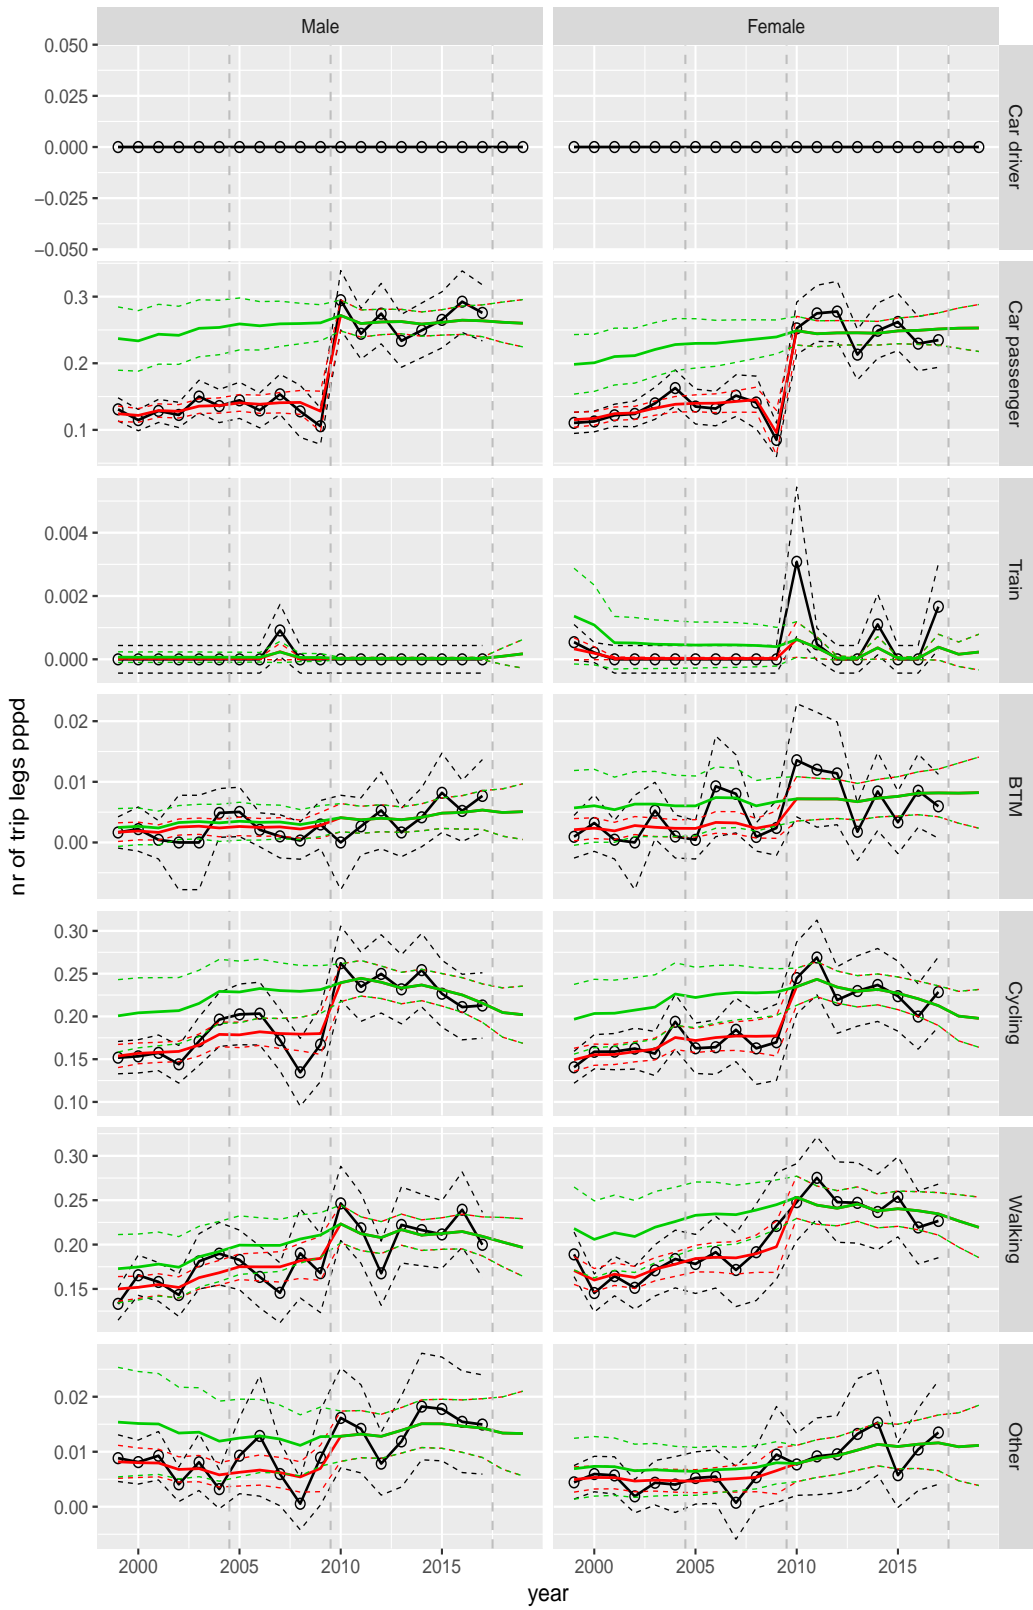 Male Female
0.050
0.025
0.000
−0.025
−0.050
Car driver
0.3
0.2
0.1
Car passenger
0.004
0.002
0.000
Train
0.02
0.01
0.00
BTM
0.30
0.25
0.20
0.15
0.10
Cycling
0.30
0.25
0.20
0.15
Walking
0.02
0.01
0.00
Other
nr of trip legs pppd
2000 2005 2010 2015 2000 2005 2010 2015
year